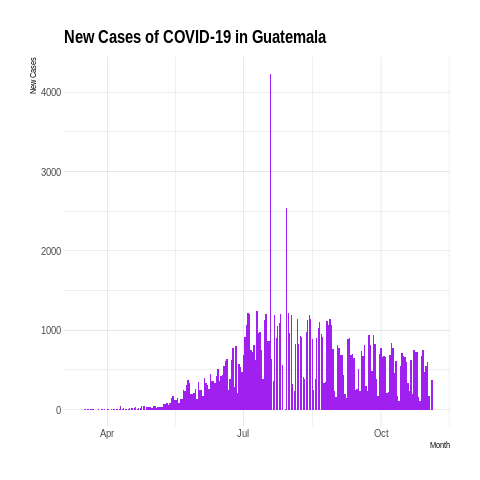 New Cases of COVID-19 in Guatemala
New Cases
4000
3000
2000
1000
0
Apr
Jul
Oct
Month